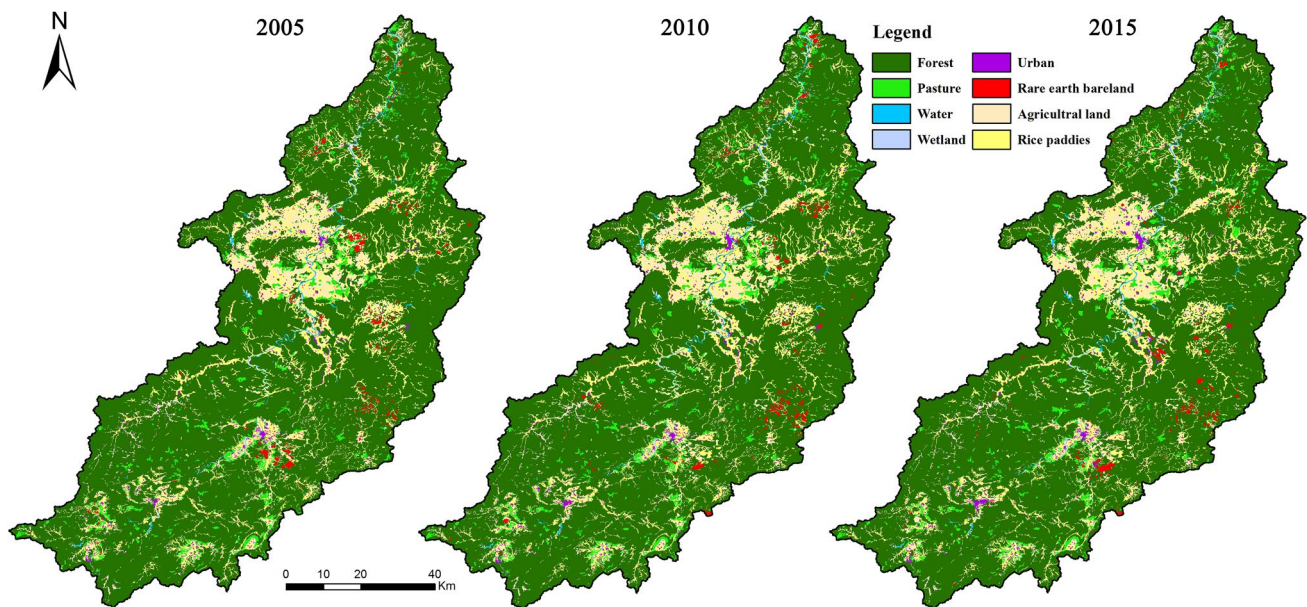 N
2005
2010
2015
Legend
Forest
Urban
Pasture
Rare earth bareland
Water
Agricultral land
Wetland
Rice paddies
0 10 20 40
Km